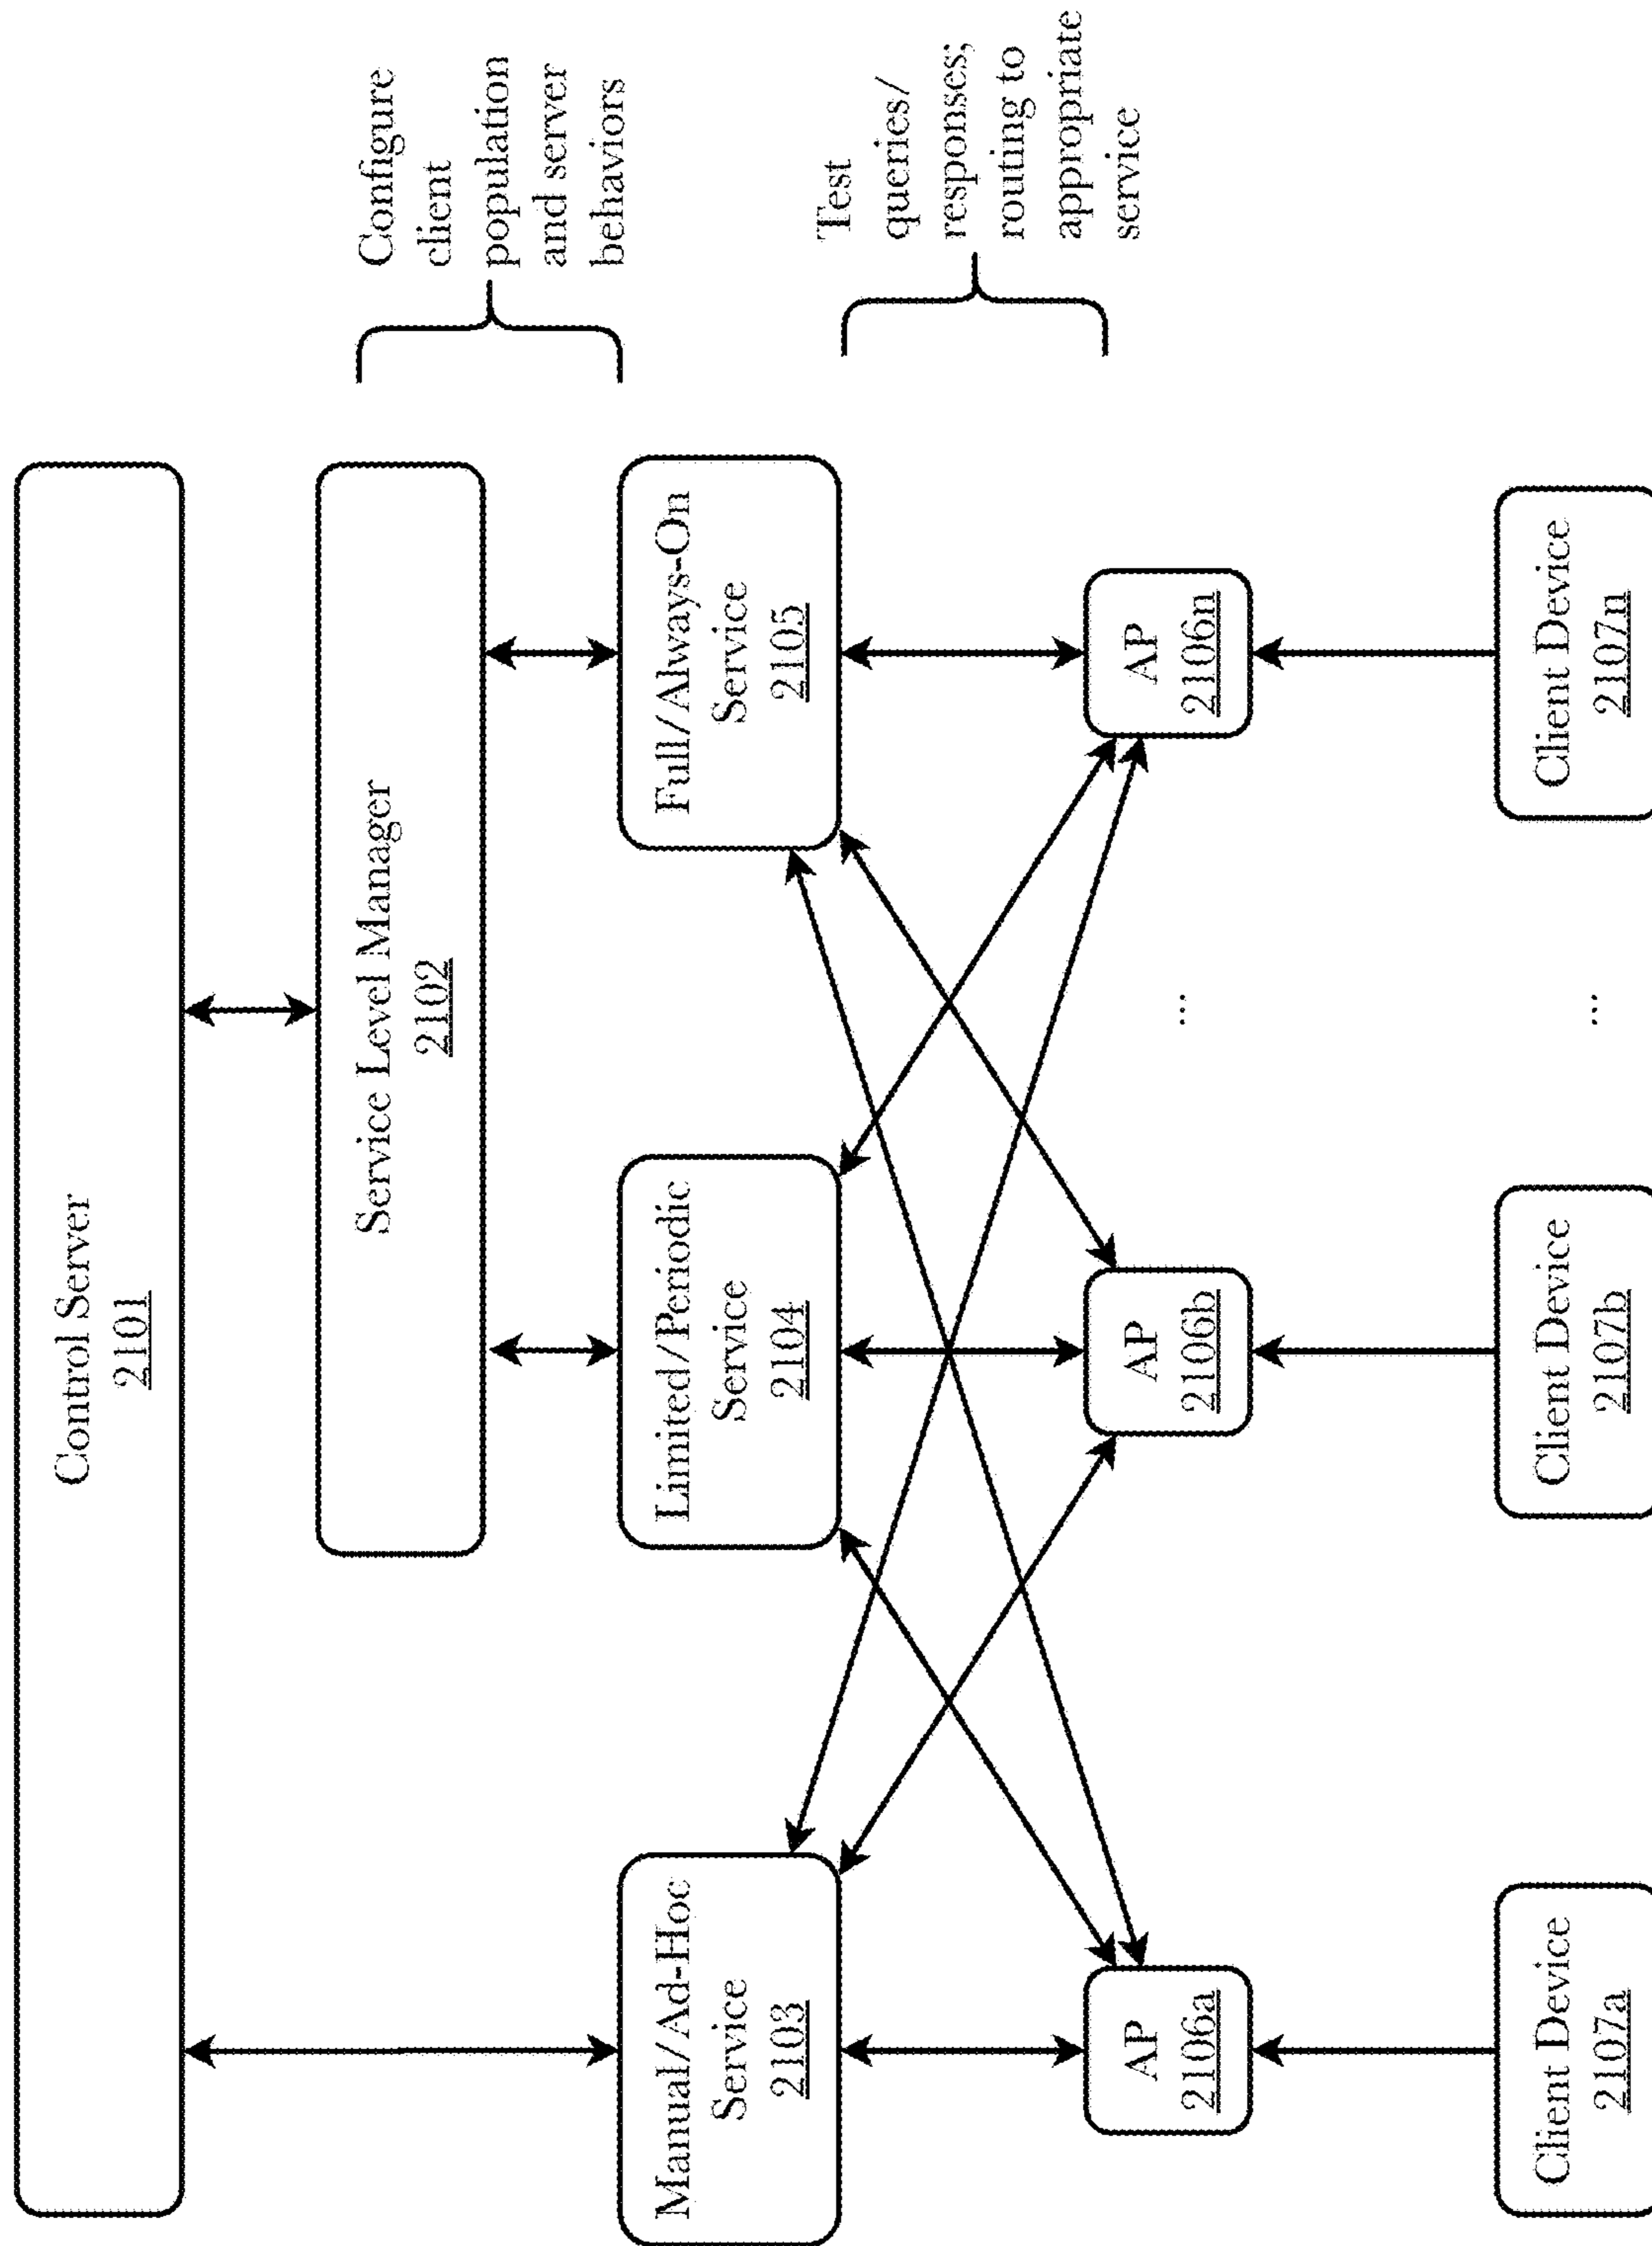 Control Server
2101
Service Level Manager
2102
Configure
client
population
and server
behaviors
Manual/Ad-Hoc
Service
2103
Limited/Periodic
Service
2104
Full/Always-On
Service
2105
Test
queries/
responses;
routing to
appropriate
service
AP
2106a
AP
2106b
...
AP
2106n
Client Device
2107a
Client Device
2107b
...
Client Device
2107n